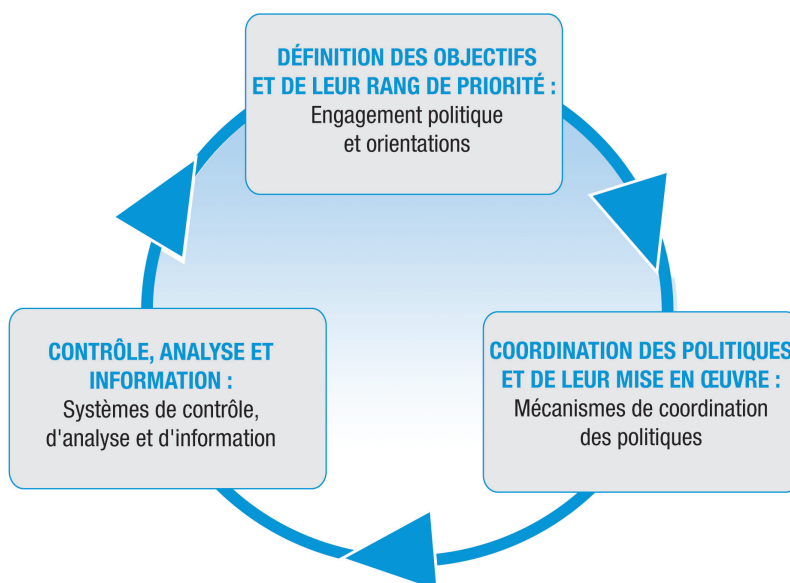 DÉFINITION DES OBJECTIFS
ET DE LEUR RANG DE PRIORITÉ :
Engagement politique
et orientations
CONTRÔLE, ANALYSE ET
INFORMATION :
Systèmes de contrôle,
d'analyse et d'information
COORDINATION DES POLITIQUES
ET DE LEUR MISE EN ŒUVRE :
Mécanismes de coordination
des politiques